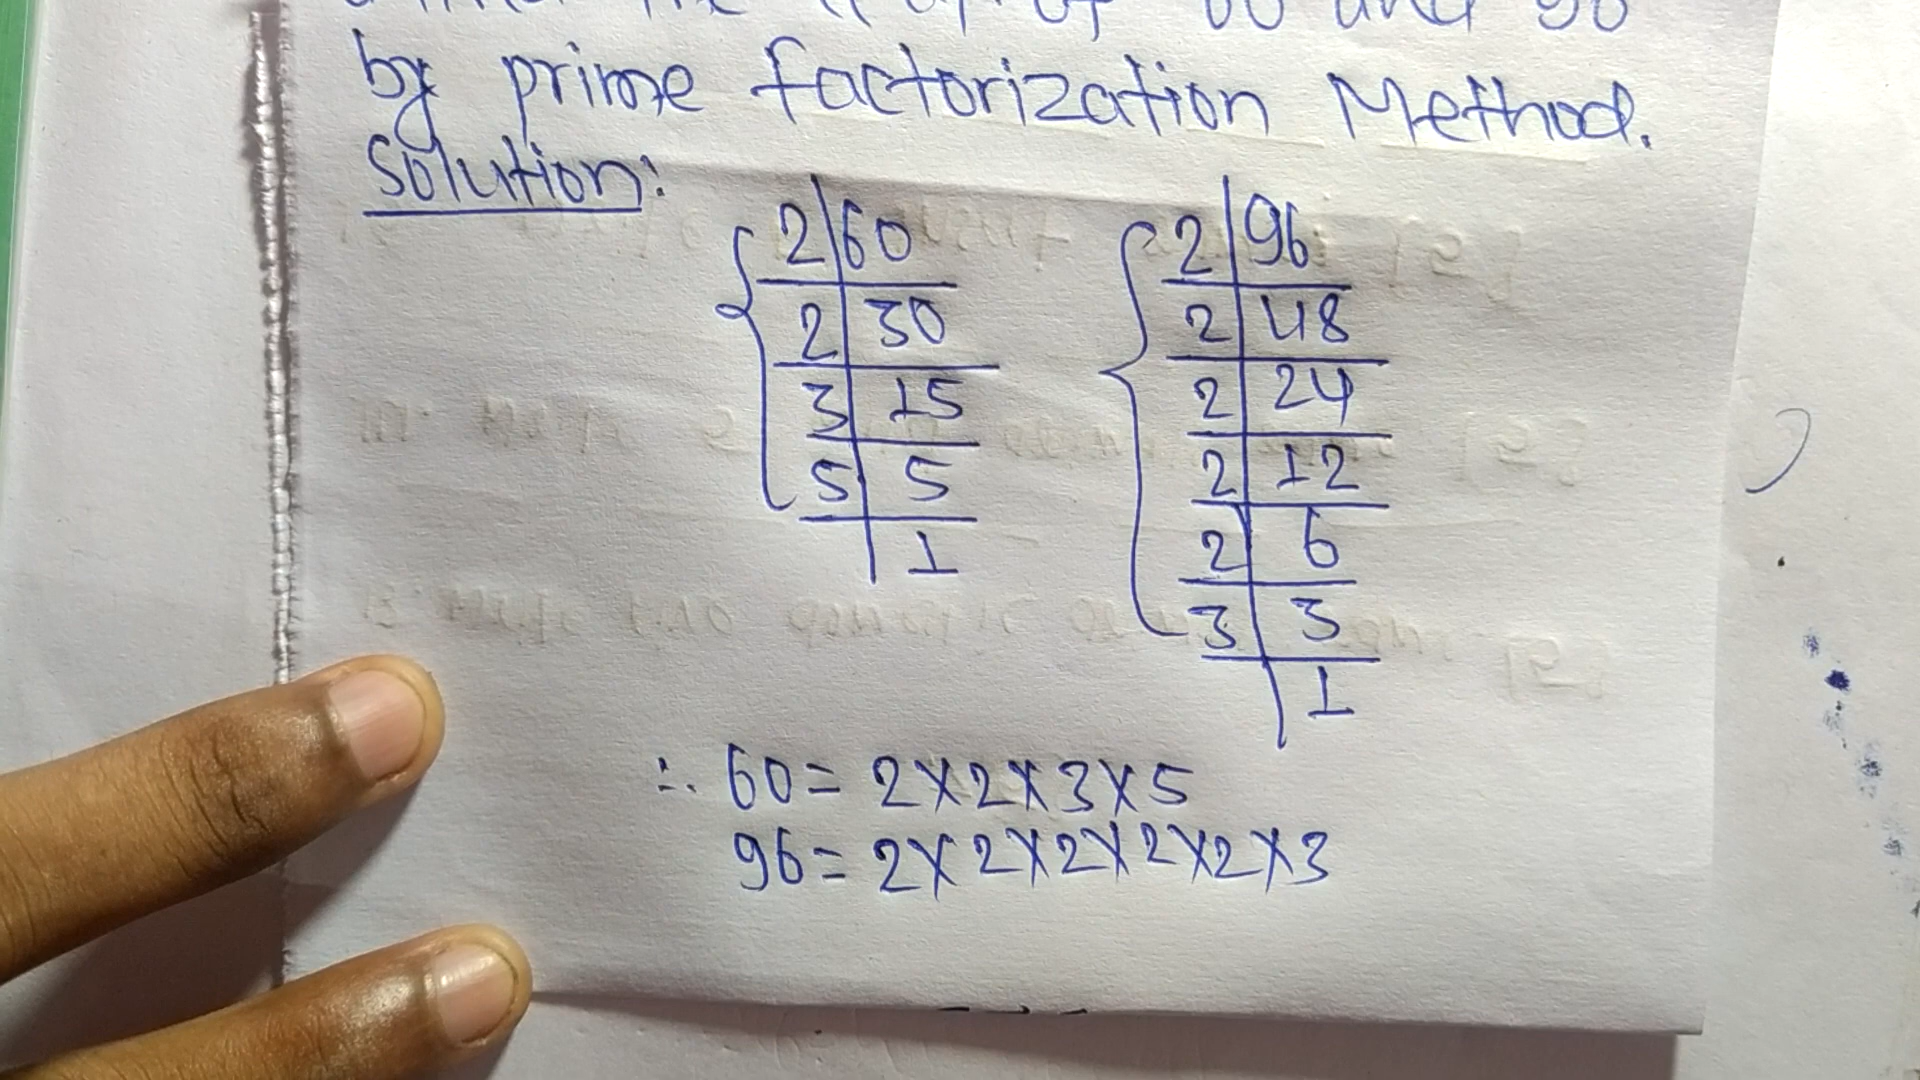 and
by prime factorization Method.
Solution:
2 60
2 30
3 15
5 5
1
2 96
2 48
2 24
2 12
2 6
3 3
1
∴ 60 = 2×2×3×5
96 = 2×2×2×2×2×3